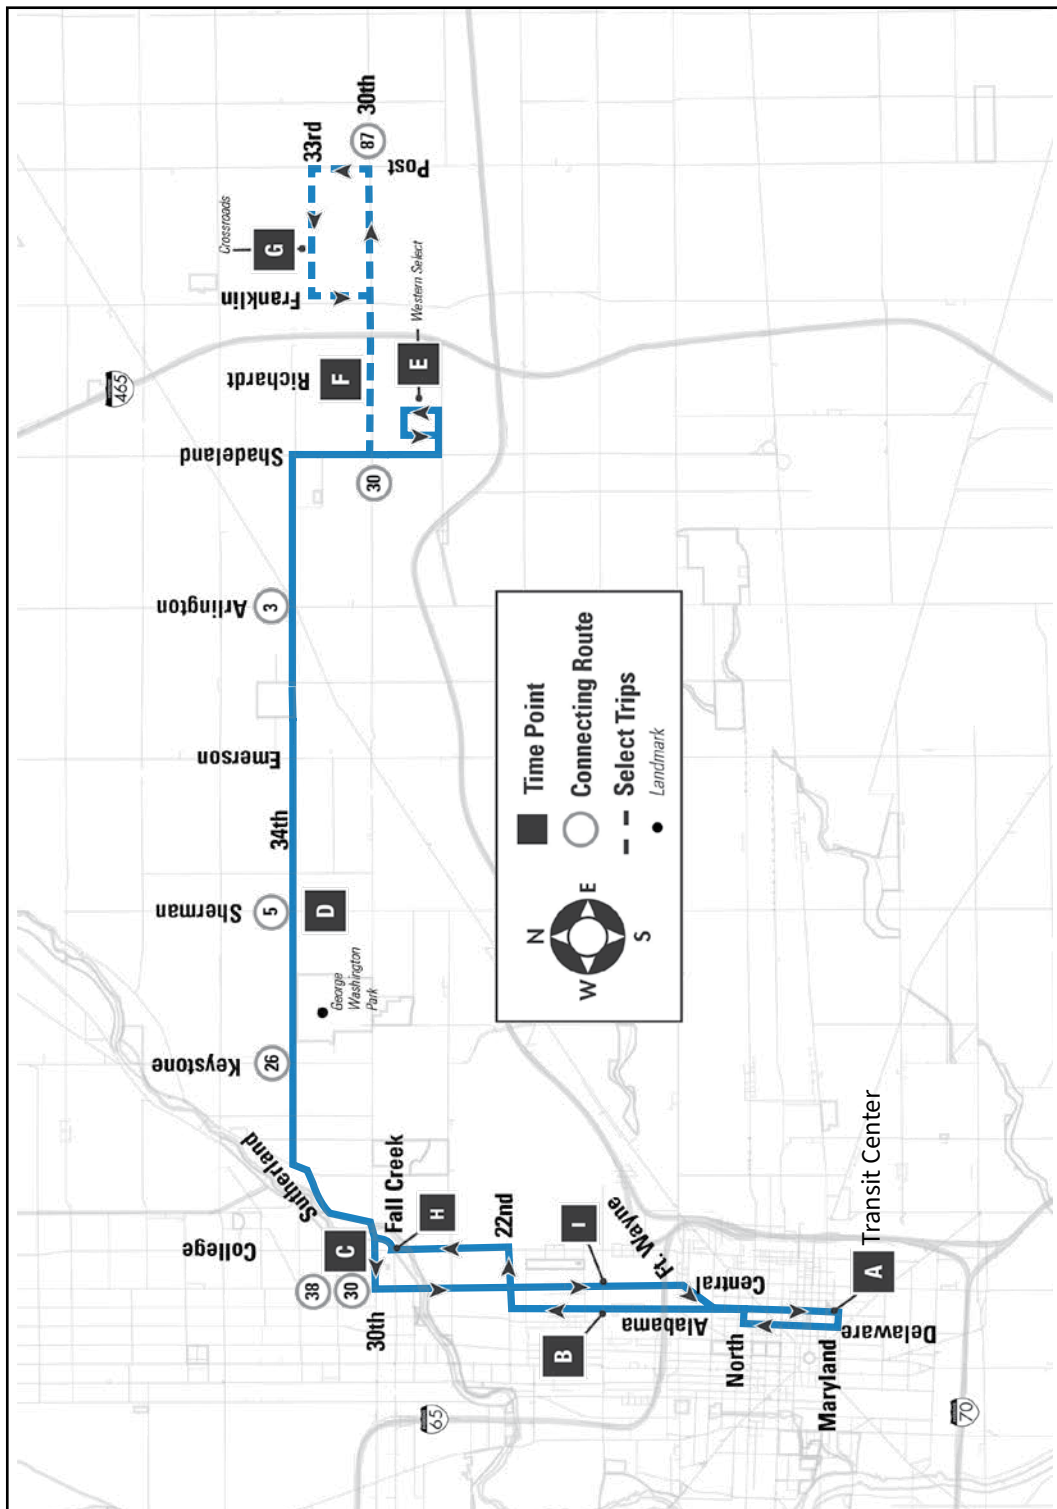 Crossroads
G
33rd
30th
87
Post
Franklin
Western Select
E
465
Richardt
F
Shadeland
30
3
Arlington
Emerson
34th
5
Sherman
D
George
Washington
Park
26
Keystone
Sutherland
College
C
38
30
30th
Fall Creek
H
22nd
I
Ft. Wayne
Central
Alabama
B
North
Maryland
Delaware
A
Transit Center
65
70
N
E
S
W
Time Point
Connecting Route
Select Trips
Landmark